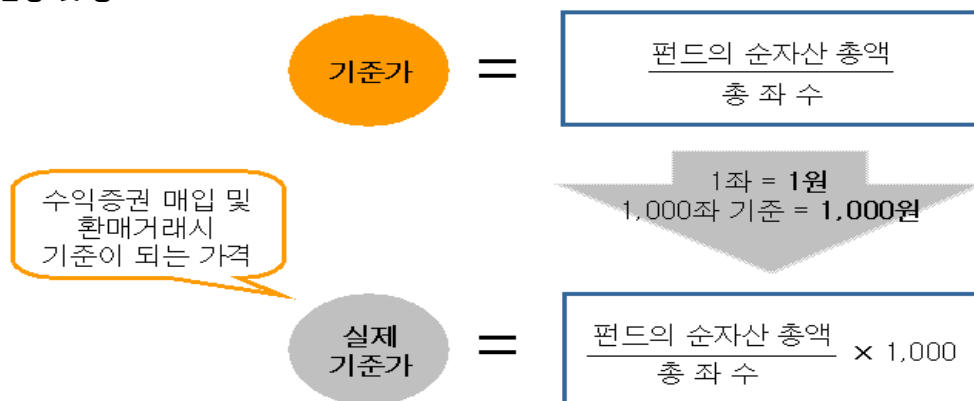 기준가 = 펀드의 순자산 총액
총 좌 수
1좌 = 1원
1,000좌 기준 = 1,000원
수익증권 매입 및
환매거래시
기준이 되는 가격
실제
기준가 = 펀드의 순자산 총액 × 1,000
총 좌 수